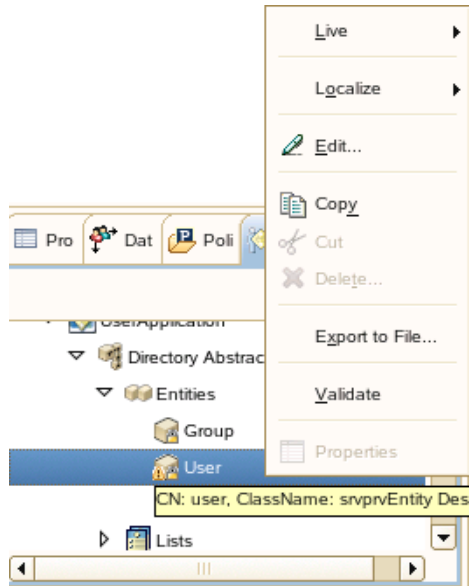 Live
Localize
Edit...
Copy
Cut
Delete...
Export to File...
Validate
Properties
Pro
Dat
Poli
UserApplication
Directory Abstrac
Entities
Group
User
CN: user, ClassName: srvprvEntity Des
Lists